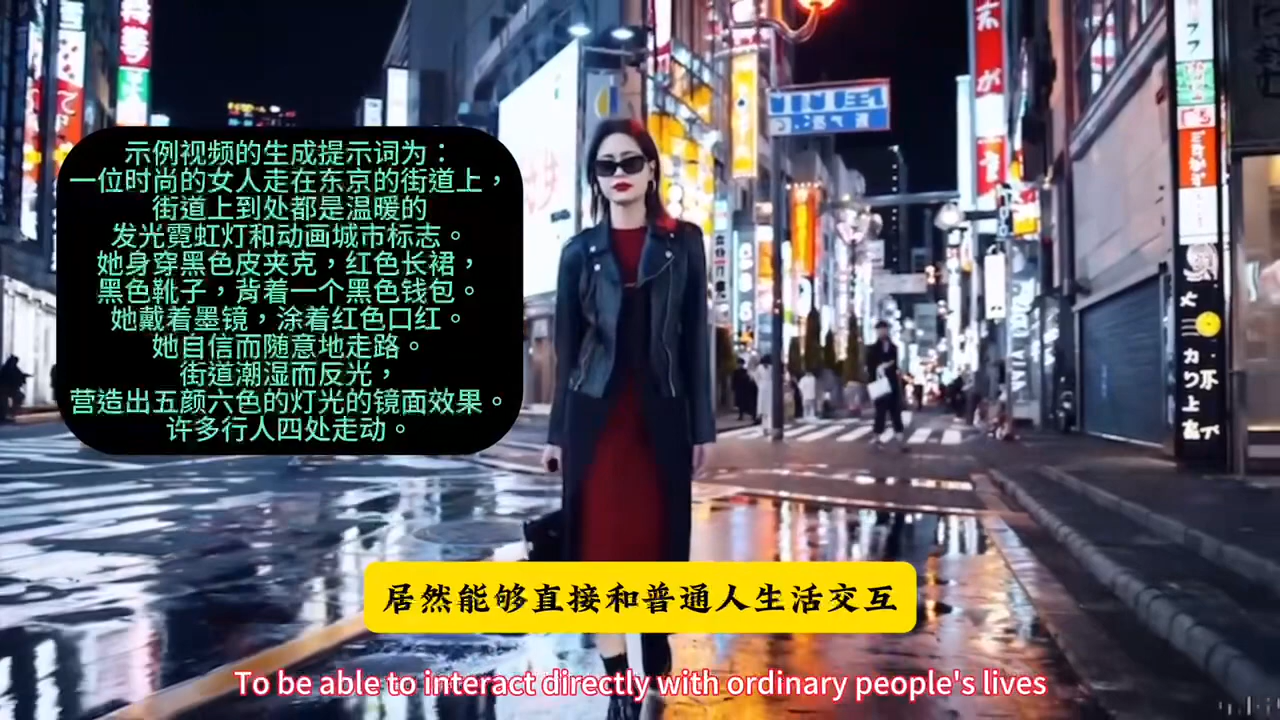 示例视频的生成提示词为：
一位时尚的女人走在东京的街道上，
街道上到处都是温暖的
发光霓虹灯和动画城市标志。
她身穿黑色皮夹克，红色长裙，
黑色靴子，背着一个黑色钱包。
她戴着墨镜，涂着红色口红。
她自信而随意地走路。
街道潮湿而反光，
营造出五颜六色的灯光的镜面效果。
许多行人四处走动。
居然能够直接和普通人生活交互
To be able to interact directly with ordinary people's lives